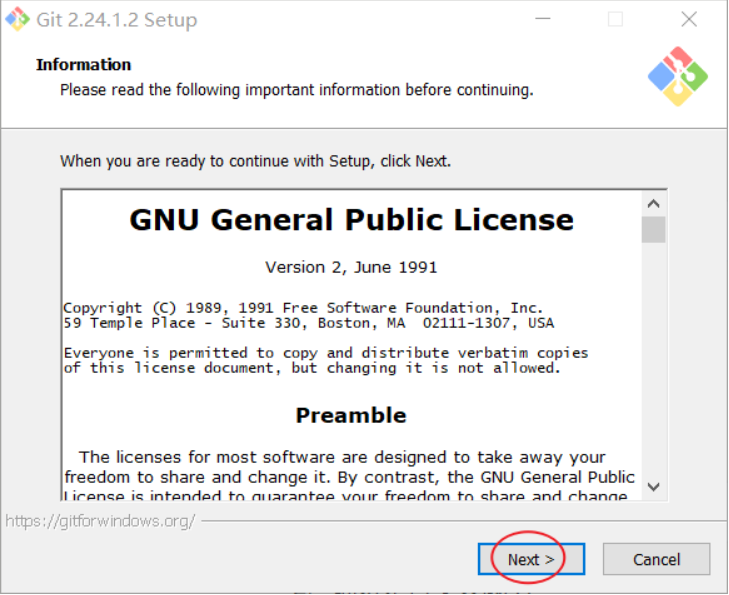 Git 2.24.1.2 Setup
Information
Please read the following important information before continuing.
When you are ready to continue with Setup, click Next.
GNU General Public License
Version 2, June 1991
Copyright (C) 1989, 1991 Free Software Foundation, Inc.
59 Temple Place - Suite 330, Boston, MA  02111-1307, USA
Everyone is permitted to copy and distribute verbatim copies
of this license document, but changing it is not allowed.
Preamble
The licenses for most software are designed to take away your
freedom to share and change it. By contrast, the GNU General Public
License is intended to guarantee your freedom to share and change
https://gitforwindows.org/
Next >
Cancel